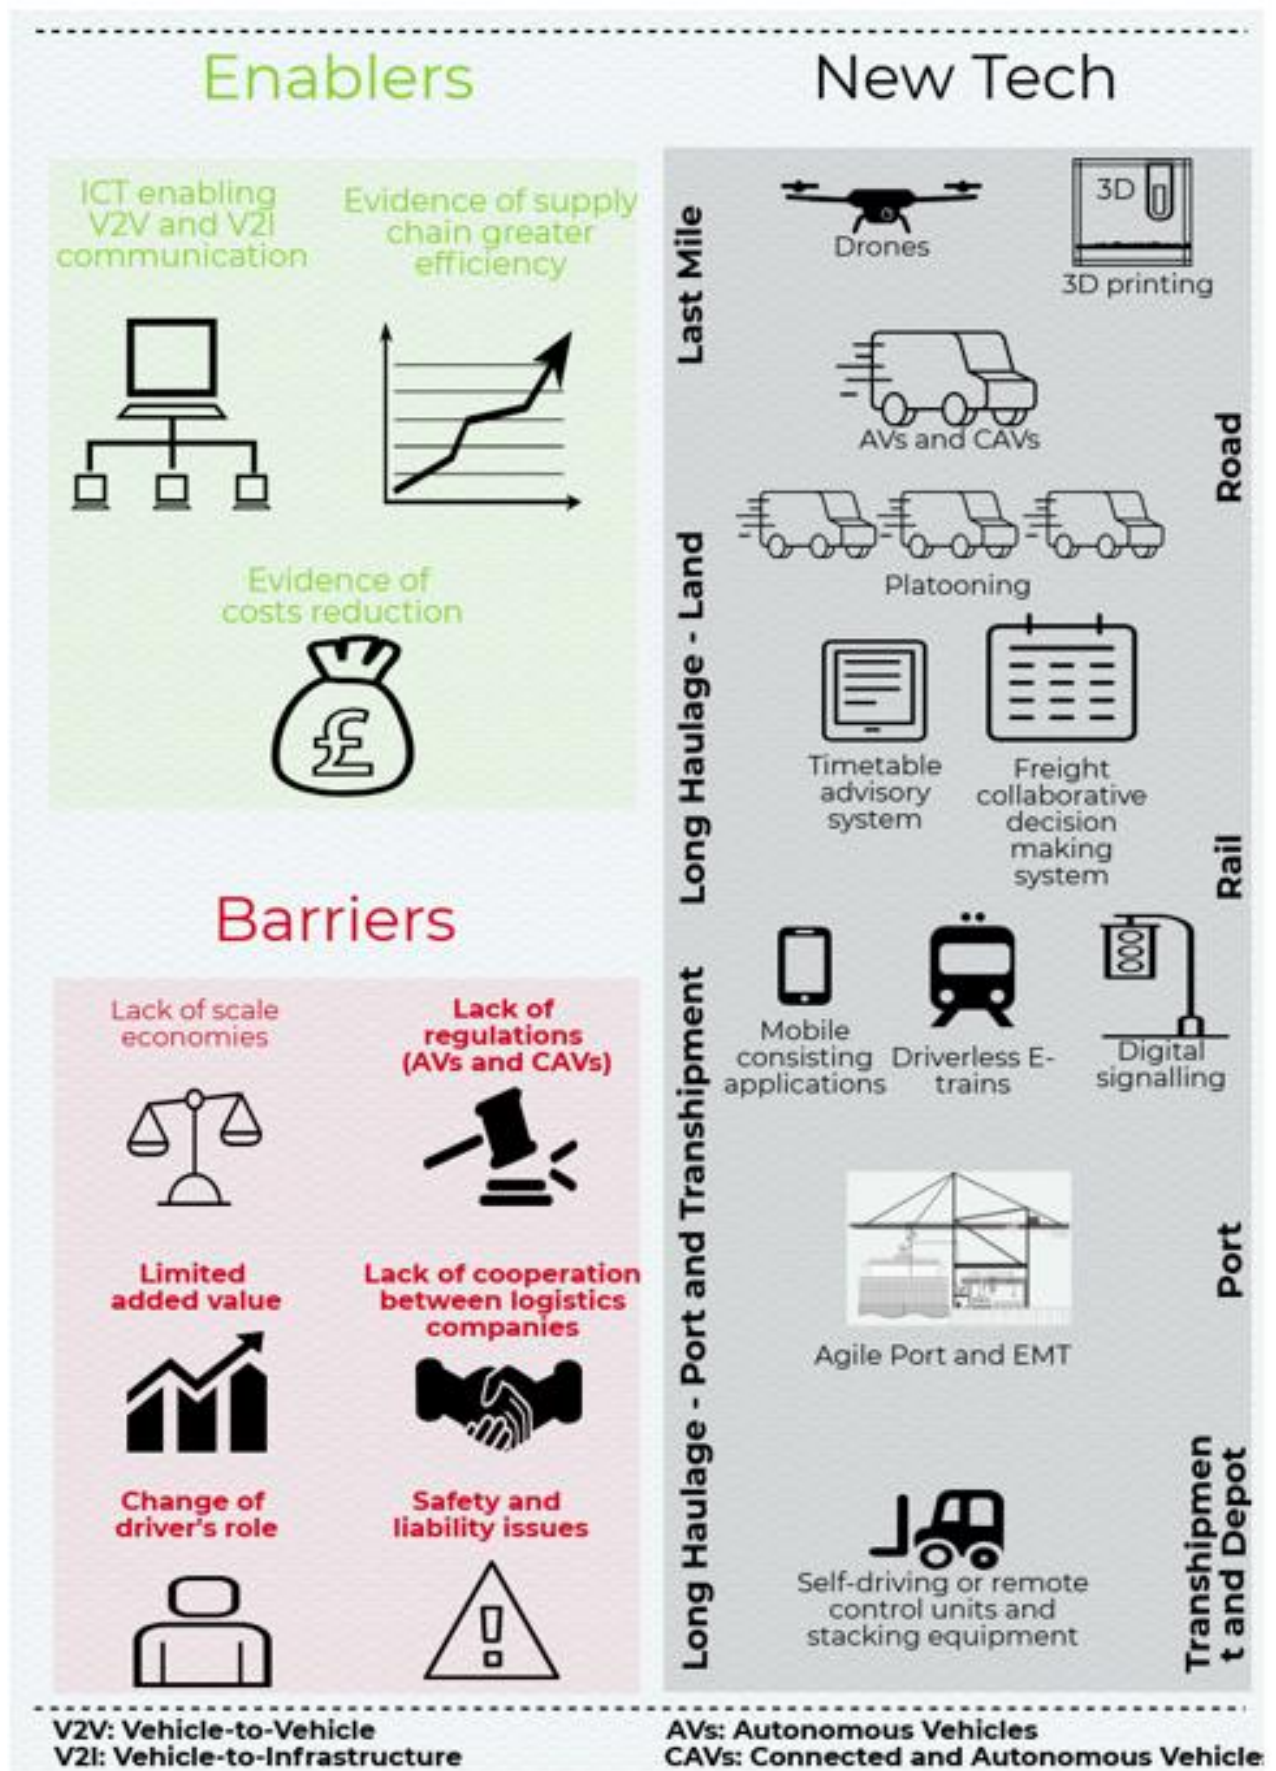 Enablers
ICT enabling
V2V and V2I
communication
Evidence of supply
chain greater
efficiency
Evidence of
costs reduction
£
Barriers
Lack of scale
economies
Lack of
regulations
(AVs and CAVs)
Limited
added value
Lack of cooperation
between logistics
companies
Change of
driver's role
Safety and
liability issues
!
New Tech
Last Mile
Drones
3D
3D printing
AVs and CAVs
Road
Long Haulage - Land
Platooning
Timetable
advisory
system
Freight
collaborative
decision
making
system
Rail
Long Haulage - Port and Transhipment
Mobile
consisting
applications
Driverless E-
trains
Digital
signalling
Agile Port and EMT
Port
Self-driving or remote
control units and
stacking equipment
Transhipmen
t and Depot
V2V: Vehicle-to-Vehicle
V2I: Vehicle-to-Infrastructure
AVs: Autonomous Vehicles
CAVs: Connected and Autonomous Vehicle